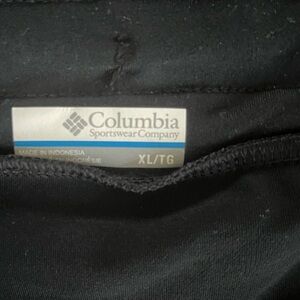 Columbia
Sportswear Company
MADE IN INDONESIA
XL/TG